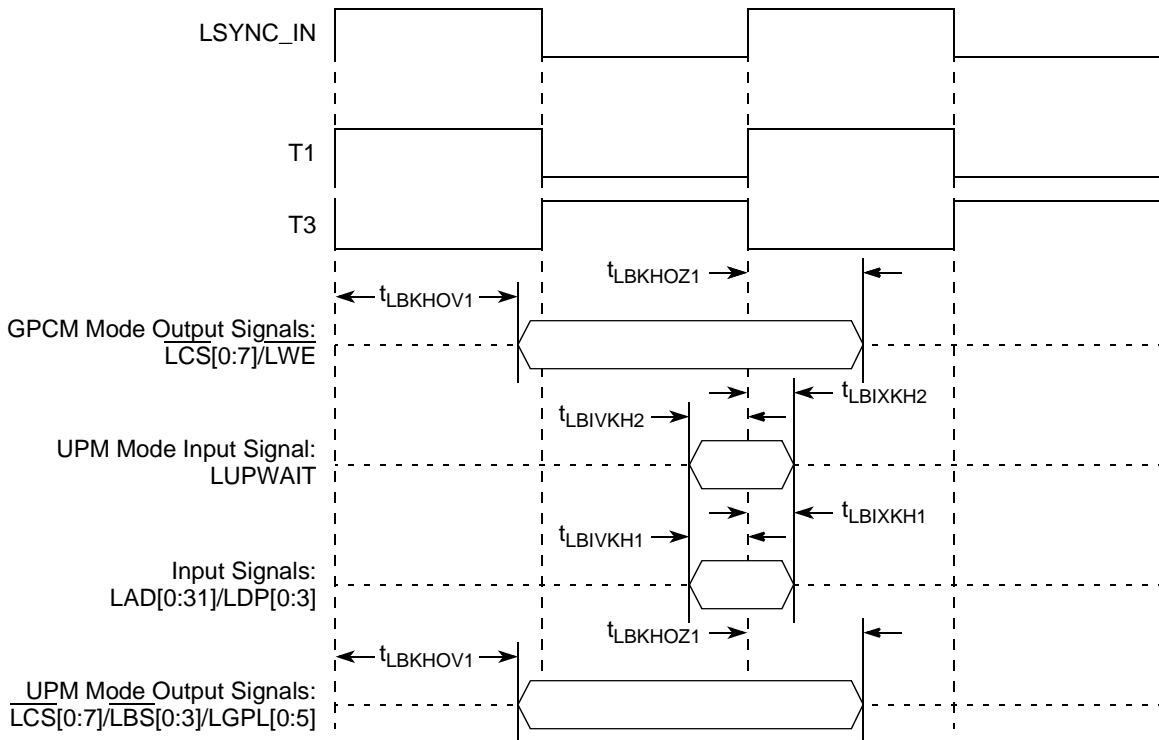 LSYNC_IN
T1
T3
tLBKHOZ1
tLBKHOV1
GPCM Mode Output Signals:
LCS[0:7]/LWE
tLBIXKH2
tLBIVKH2
UPM Mode Input Signal:
LUPWAIT
tLBIXKH1
tLBIVKH1
Input Signals:
LAD[0:31]/LDP[0:3]
tLBKHOZ1
tLBKHOV1
UPM Mode Output Signals:
LCS[0:7]/LBS[0:3]/LGPL[0:5]